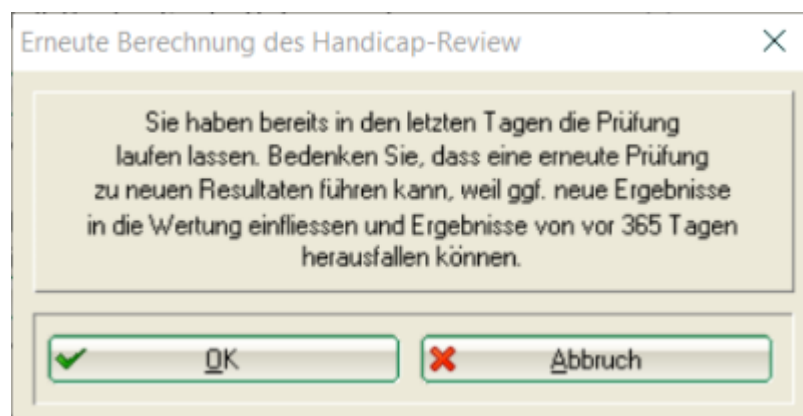 Erneute Berechnung des Handicap-Review
Sie haben bereits in den letzten Tagen die Prüfung
laufen lassen. Bedenken Sie, dass eine erneute Prüfung
zu neuen Resultaten führen kann, weil ggf. neue Ergebnisse
in die Wertung einfliessen und Ergebnisse von vor 365 Tagen
herausfallen können.
OK
Abbruch